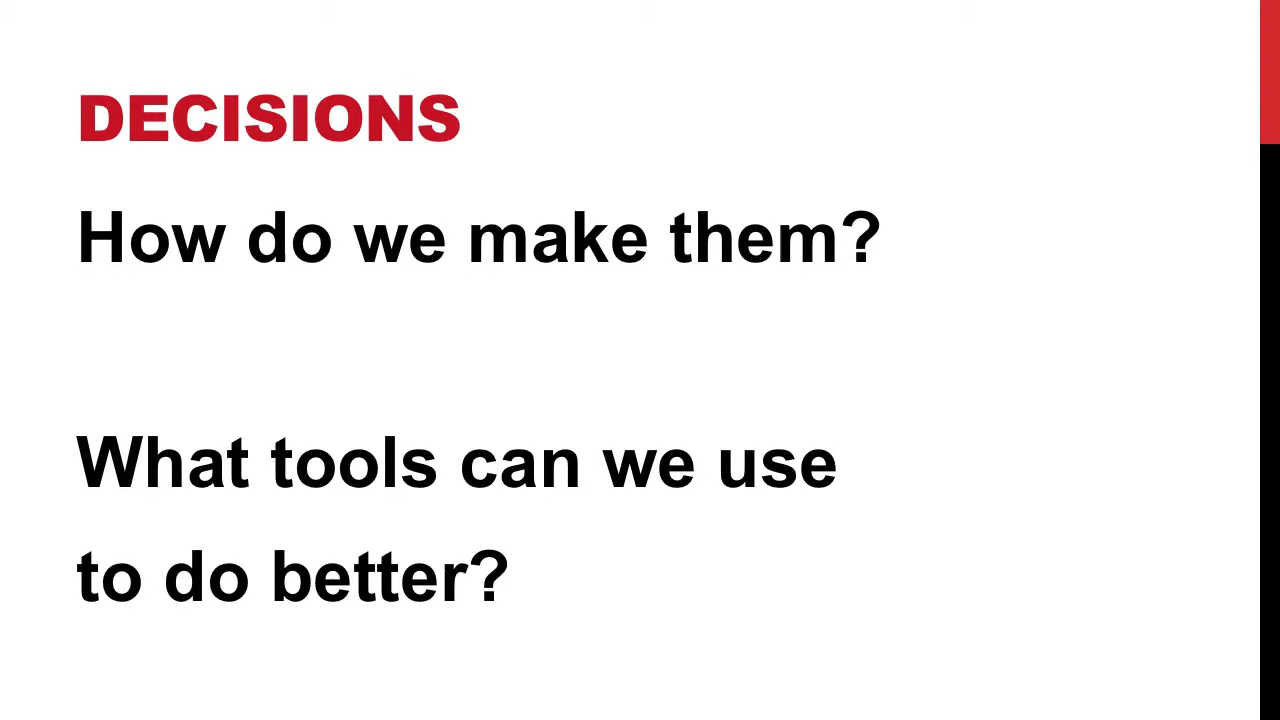 DECISIONS
How do we make them?
What tools can we use
to do better?